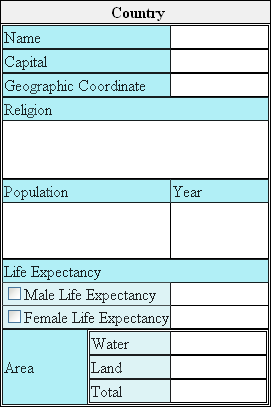 Country
Name
Capital
Geographic Coordinate
Religion
Population Year
Life Expectancy
Male Life Expectancy
Female Life Expectancy
Area
Water
Land
Total